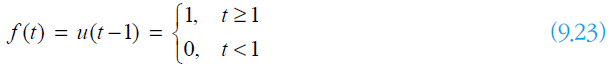 f(t) = u(t−1) = { 1, t ≥ 1
0, t < 1 (9.23)